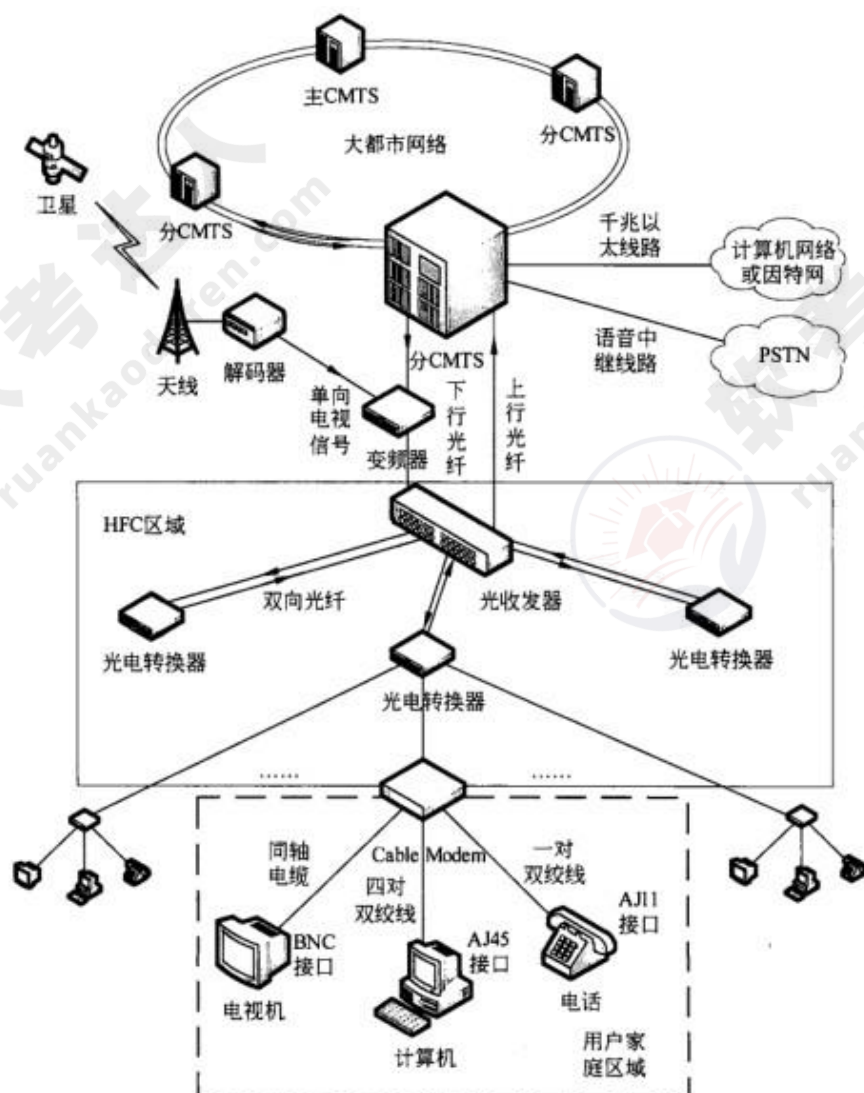 主CMTS
分CMTS
大都市网络
卫星
分CMTS
千兆以
太线路
计算机网络
或因特网
语音中
继线路
PSTN
分CMTS
天线
解码器
单向
电视
信号
变频器
下
行
光
纤
上
行
光
纤
HFC区域
双向光纤
光收发器
光电转换器
光电转换器
光电转换器
……
……
同轴
电缆
Cable Modem
一对
双绞线
四对
双绞线
AJ11
接口
BNC
接口
AJ45
接口
电视机
计算机
电话
用户家
庭区域
ruankaodaren.com
软考达人